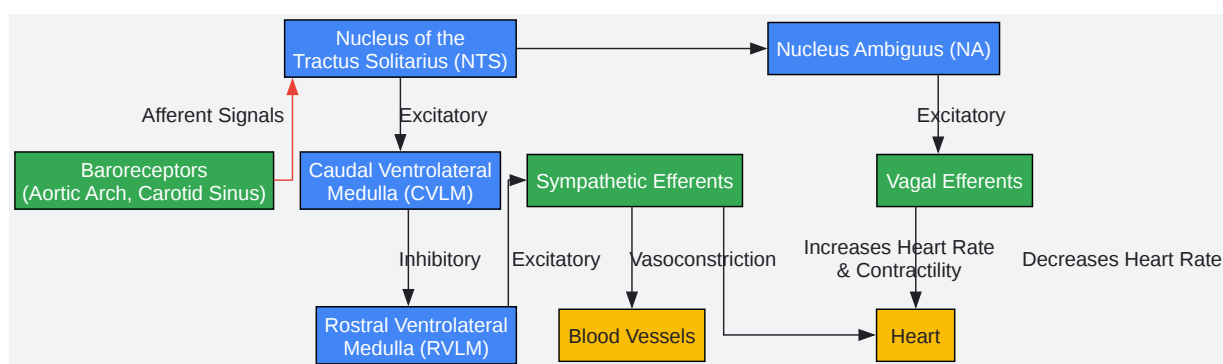 Nucleus of the
Tractus Solitarius (NTS)
Nucleus Ambiguus (NA)
Afferent Signals
Excitatory
Excitatory
Baroreceptors
(Aortic Arch, Carotid Sinus)
Caudal Ventrolateral
Medulla (CVLM)
Sympathetic Efferents
Vagal Efferents
Inhibitory
Excitatory
Vasoconstriction
Increases Heart Rate
& Contractility
Decreases Heart Rate
Rostral Ventrolateral
Medulla (RVLM)
Blood Vessels
Heart